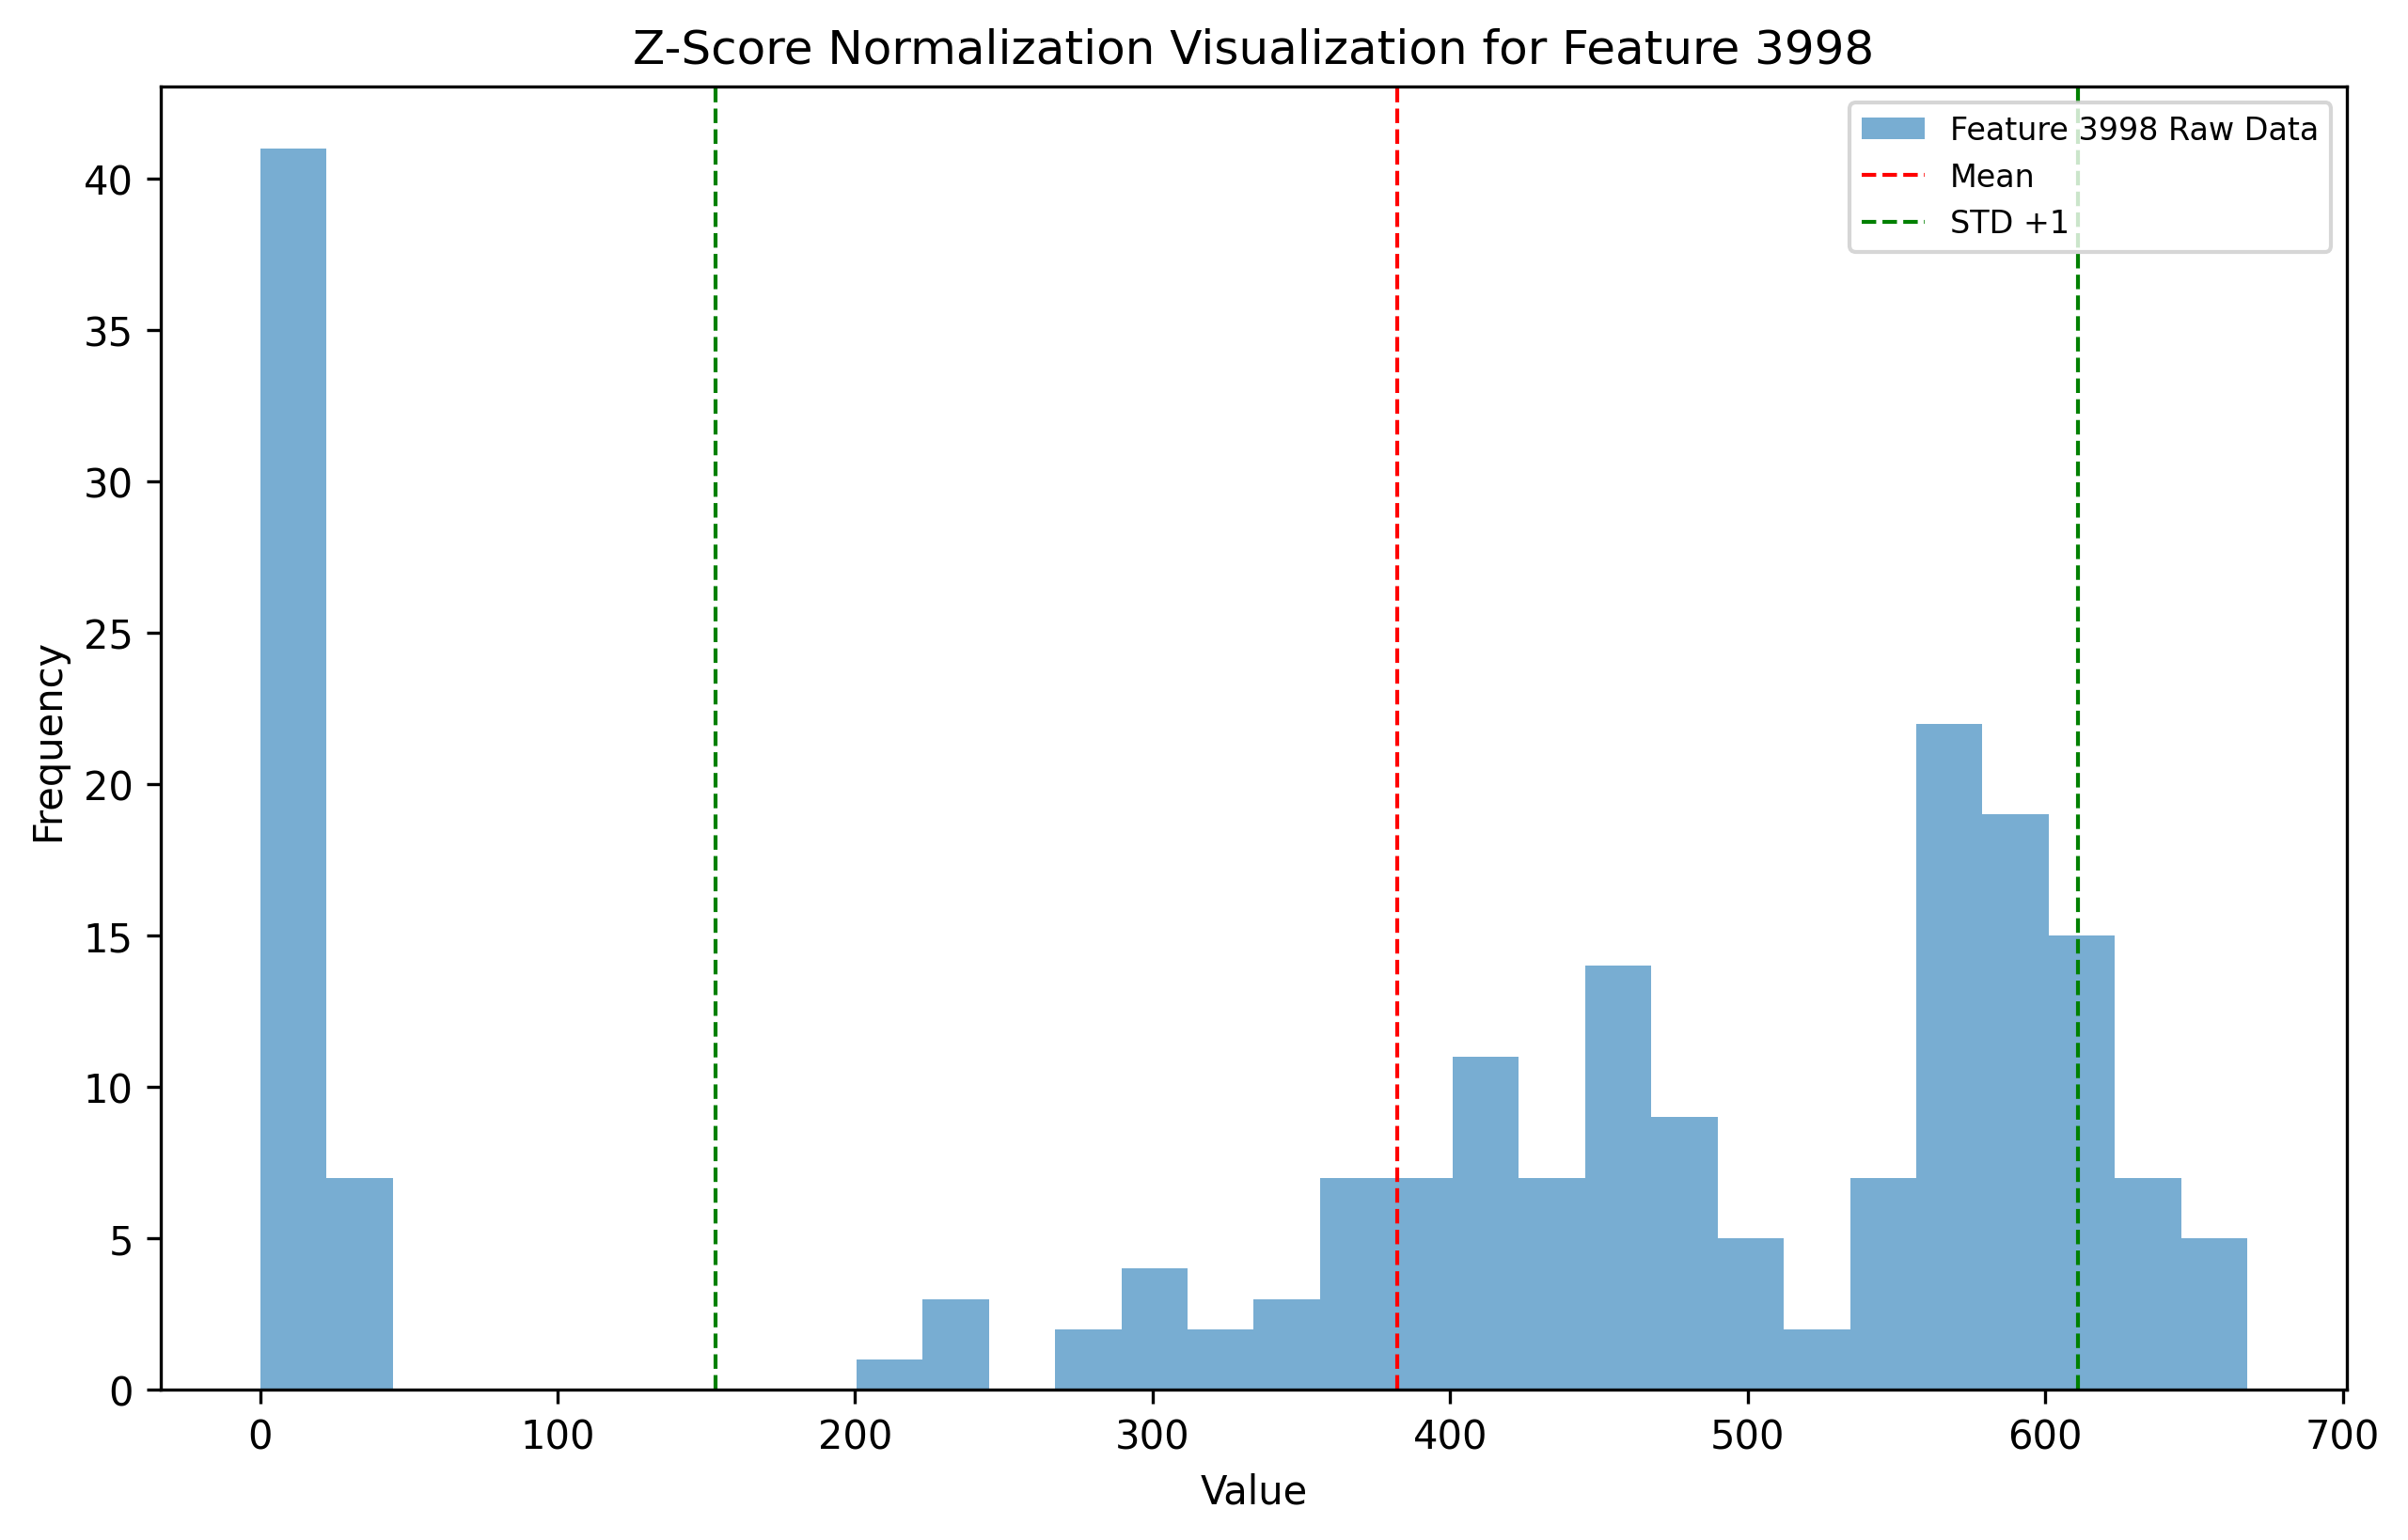 Z-Score Normalization Visualization for Feature 3998
Feature 3998 Raw Data
Mean
STD +1
Frequency
40
35
30
25
20
15
10
5
0
0 100 200 300 400 500 600 700
Value